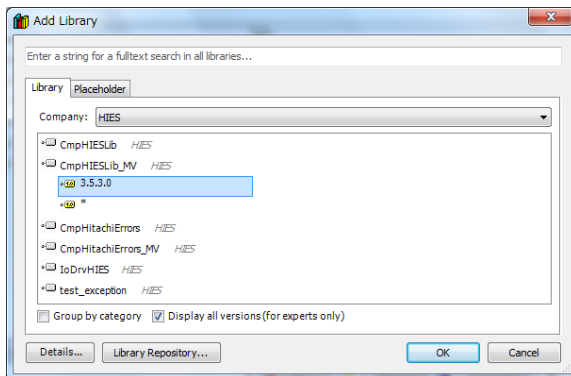 Add Library
Enter a string for a fulltext search in all libraries...
Library Placeholder
Company: HIES
CmpHIESLib HIES
CmpHIESLib_MV HIES
3.5.3.0
*
CmpHitachiErrors HIES
CmpHitachiErrors_MV HIES
IoDrvHIES HIES
test_exception HIES
Group by category Display all versions(for experts only)
Details... Library Repository... OK Cancel